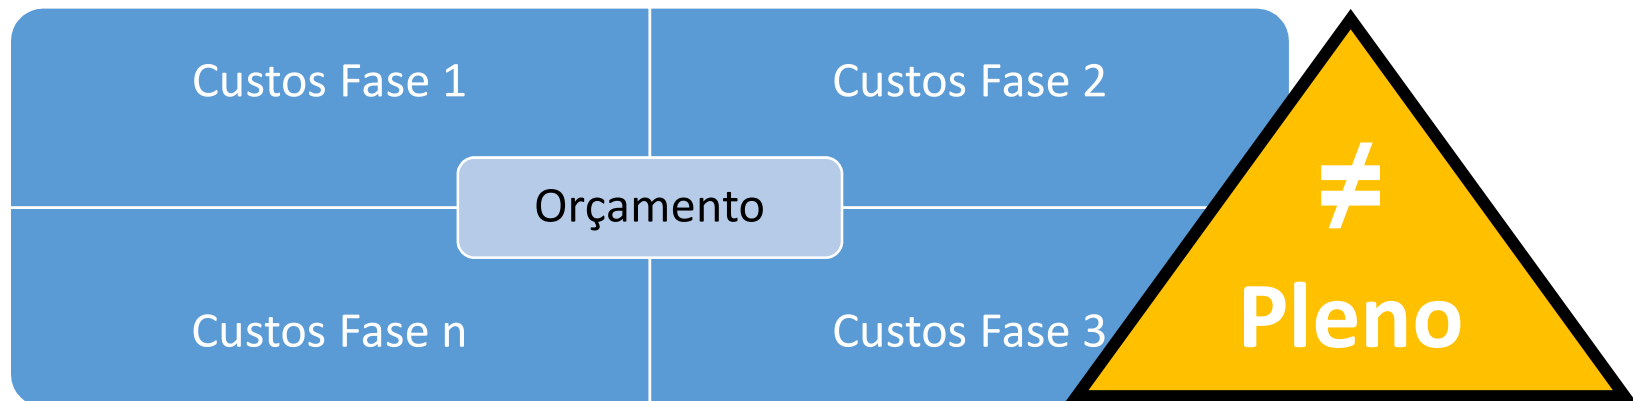 Custos Fase 1
Custos Fase 2
Orçamento
Custos Fase n
Custos Fase 3
≠
Pleno